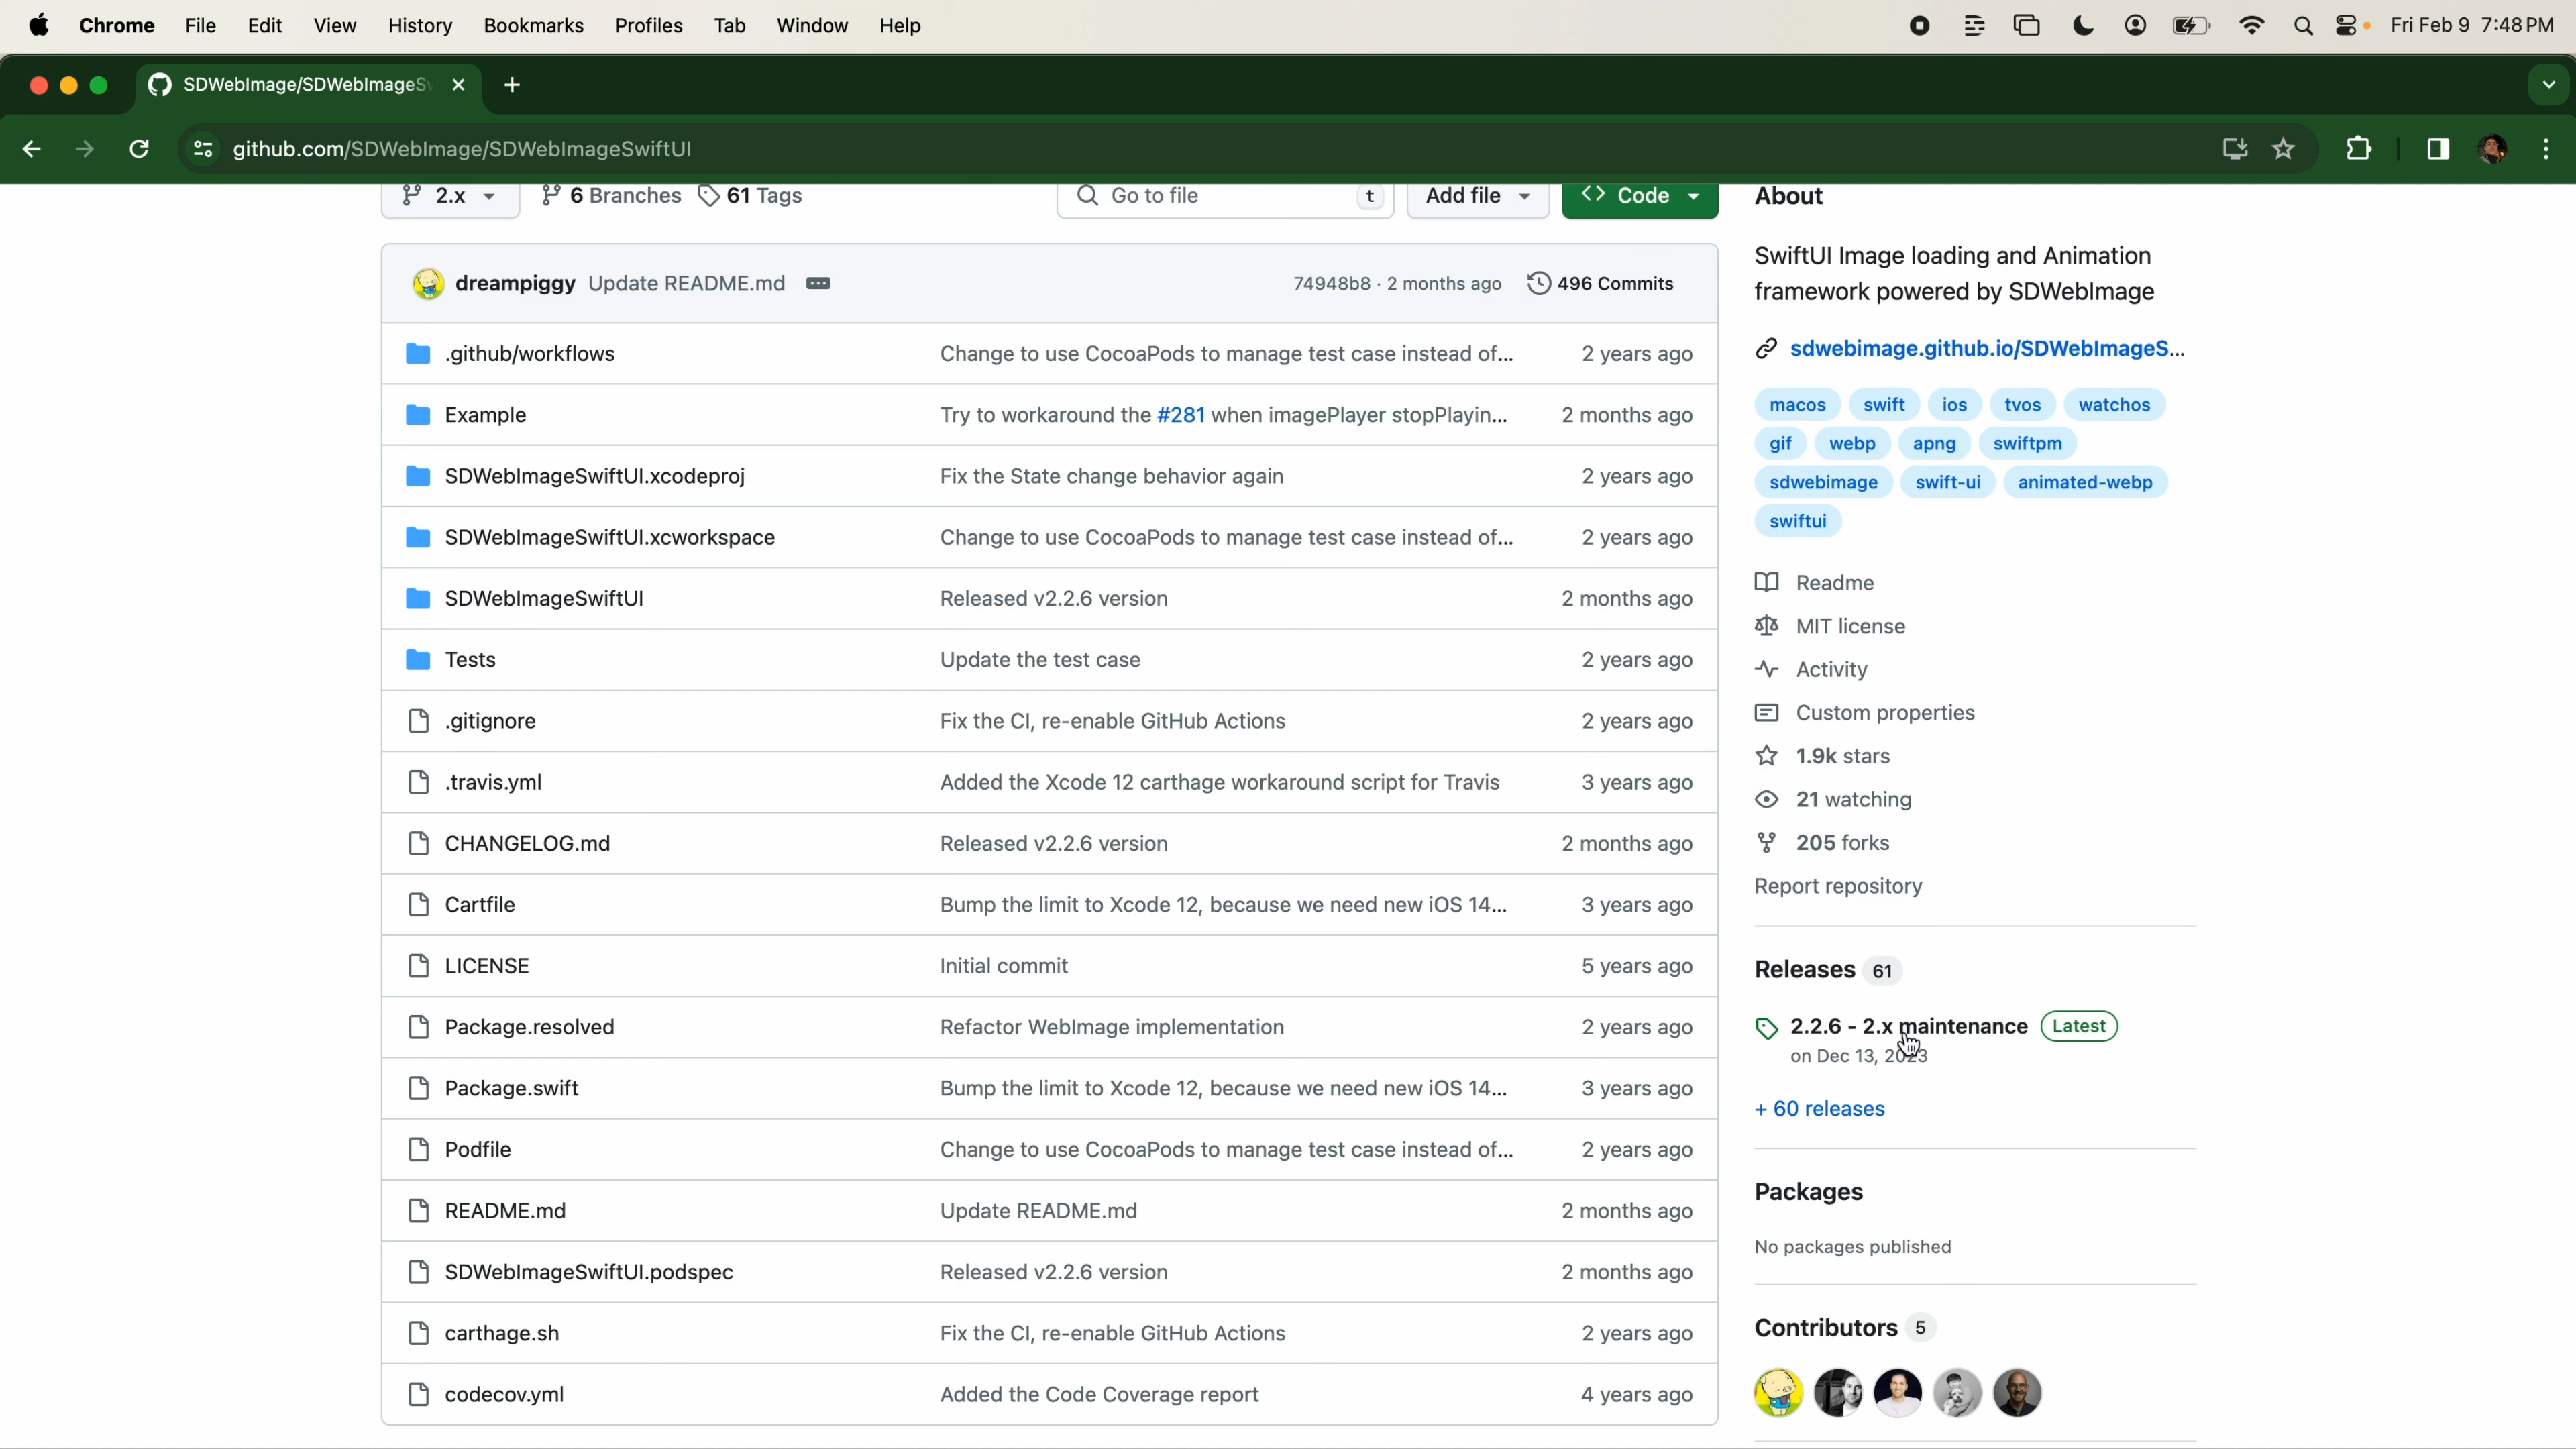 Chrome File Edit View History Bookmarks Profiles Tab Window Help Fri Feb 9 7:48 PM
SDWebImage/SDWebImageS
github.com/SDWebImage/SDWebImageSwiftUI
2.x 6 Branches 61 Tags Go to file t Add file Code
dreampiggy Update README.md 74948b8 · 2 months ago 496 Commits
.github/workflows Change to use CocoaPods to manage test case instead of... 2 years ago
Example Try to workaround the #281 when imagePlayer stopPlayin... 2 months ago
SDWebImageSwiftUI.xcodeproj Fix the State change behavior again 2 years ago
SDWebImageSwiftUI.xcworkspace Change to use CocoaPods to manage test case instead of... 2 years ago
SDWebImageSwiftUI Released v2.2.6 version 2 months ago
Tests Update the test case 2 years ago
.gitignore Fix the CI, re-enable GitHub Actions 2 years ago
.travis.yml Added the Xcode 12 carthage workaround script for Travis 3 years ago
CHANGELOG.md Released v2.2.6 version 2 months ago
Cartfile Bump the limit to Xcode 12, because we need new iOS 14... 3 years ago
LICENSE Initial commit 5 years ago
Package.resolved Refactor WebImage implementation 2 years ago
Package.swift Bump the limit to Xcode 12, because we need new iOS 14... 3 years ago
Podfile Change to use CocoaPods to manage test case instead of... 2 years ago
README.md Update README.md 2 months ago
SDWebImageSwiftUI.podspec Released v2.2.6 version 2 months ago
carthage.sh Fix the CI, re-enable GitHub Actions 2 years ago
codecov.yml Added the Code Coverage report 4 years ago
About
SwiftUI Image loading and Animation
framework powered by SDWebImage
sdwebimage.github.io/SDWebImageS...
macos swift ios tvos watchos
gif webp apng swiftpm
sdwebimage swift-ui animated-webp
swiftui
Readme
MIT license
Activity
Custom properties
1.9k stars
21 watching
205 forks
Report repository
Releases 61
2.2.6 - 2.x maintenance Latest
on Dec 13, 2023
+ 60 releases
Packages
No packages published
Contributors 5